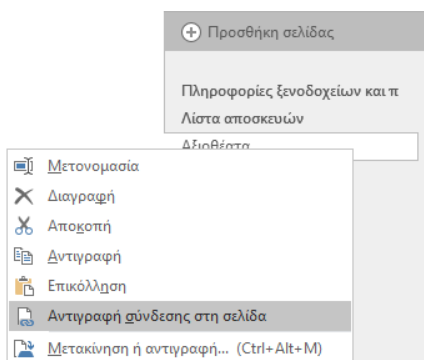 Προσθήκη σελίδας
Πληροφορίες ξενοδοχείων και π
Λίστα αποσκευών
Αξιοθέατα
Μετονομασία
Διαγραφή
Αποκοπή
Αντιγραφή
Επικόλληση
Αντιγραφή σύνδεσης στη σελίδα
Μετακίνηση ή αντιγραφή... (Ctrl+Alt+M)